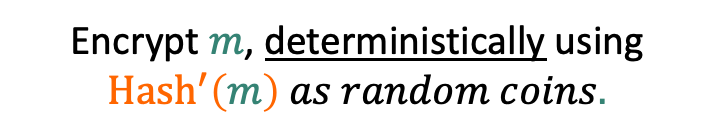 Encrypt m, deterministically using
Hash′(m) as random coins.